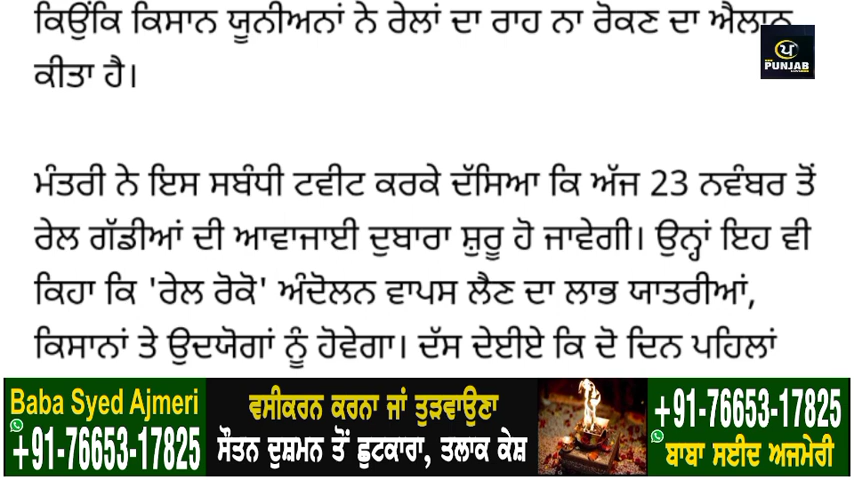 ਕਿਉਂਕਿ ਕਿਸਾਨ ਯੂਨੀਅਨਾਂ ਨੇ ਰੇਲਾਂ ਦਾ ਰਾਹ ਨਾ ਰੋਕਣ ਦਾ ਐਲਾਨ
ਕੀਤਾ ਹੈ।
ਪ
PUNJAB
ਮੰਤਰੀ ਨੇ ਇਸ ਸਬੰਧੀ ਟਵੀਟ ਕਰਕੇ ਦੱਸਿਆ ਕਿ ਅੱਜ 23 ਨਵੰਬਰ ਤੋਂ
ਰੇਲ ਗੱਡੀਆਂ ਦੀ ਆਵਾਜਾਈ ਦੁਬਾਰਾ ਸ਼ੁਰੂ ਹੋ ਜਾਵੇਗੀ। ਉਨ੍ਹਾਂ ਇਹ ਵੀ
ਕਿਹਾ ਕਿ 'ਰੇਲ ਰੋਕੋ' ਅੰਦੋਲਨ ਵਾਪਸ ਲੈਣ ਦਾ ਲਾਭ ਯਾਤਰੀਆਂ,
ਕਿਸਾਨਾਂ ਤੇ ਉਦਯੋਗਾਂ ਨੂੰ ਹੋਵੇਗਾ। ਦੱਸ ਦੇਈਏ ਕਿ ਦੋ ਦਿਨ ਪਹਿਲਾਂ
Baba Syed Ajmeri
+91-76653-17825
ਵਸੀਕਰਨ ਕਰਨਾ ਜਾਂ ਤੁੜਵਾਉਣਾ
ਸੌਤਨ ਦੁਸ਼ਮਨ ਤੋਂ ਛੁਟਕਾਰਾ, ਤਲਾਕ ਕੇਸ਼
+91-76653-17825
ਬਾਬਾ ਸਈਦ ਅਜਮੇਰੀ